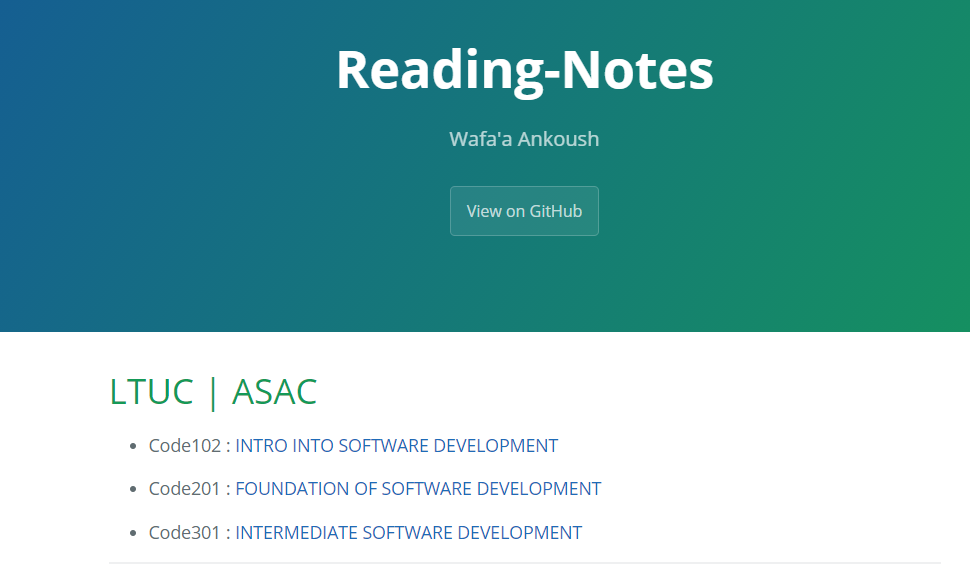 Reading-Notes
Wafa'a Ankoush
View on GitHub
LTUC | ASAC
• Code102 : INTRO INTO SOFTWARE DEVELOPMENT
• Code201 : FOUNDATION OF SOFTWARE DEVELOPMENT
• Code301 : INTERMEDIATE SOFTWARE DEVELOPMENT